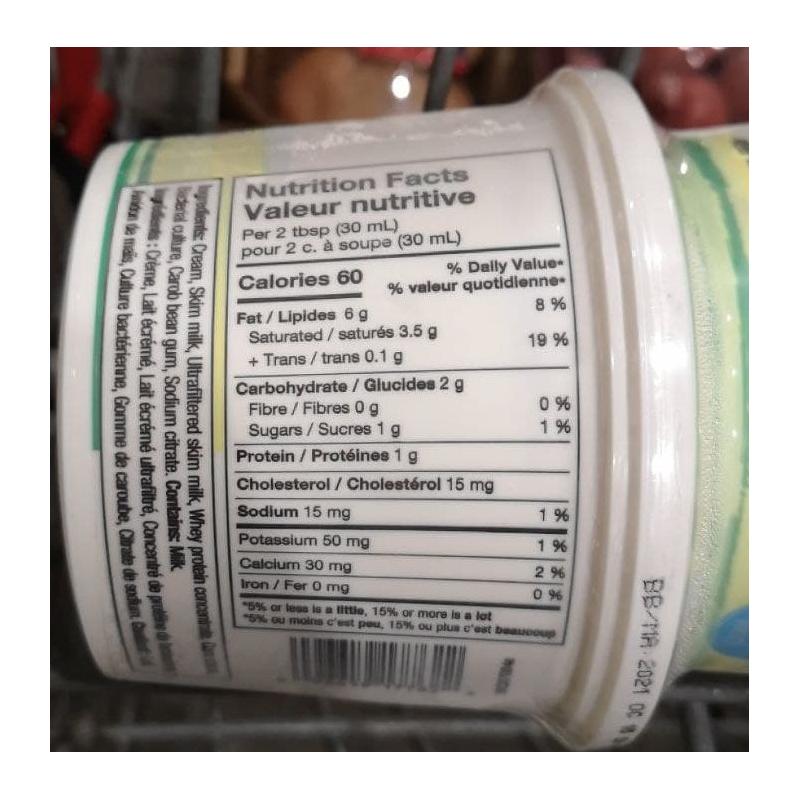 Nutrition Facts
Valeur nutritive
Per 2 tbsp (30 mL)
pour 2 c. à soupe (30 mL)
Calories 60
% Daily Value*
% valeur quotidienne*
Fat / Lipides 6 g 8 %
Saturated / saturés 3.5 g
+ Trans / trans 0.1 g 19 %
Carbohydrate / Glucides 2 g
Fibre / Fibres 0 g 0 %
Sugars / Sucres 1 g 1 %
Protein / Protéines 1 g
Cholesterol / Cholestérol 15 mg
Sodium 15 mg 1 %
Potassium 50 mg 1 %
Calcium 30 mg 2 %
Iron / Fer 0 mg 0 %
*5% or less is a little, 15% or more is a lot
*5% ou moins c'est peu, 15% ou plus c'est beaucoup
Ingredients: Cream, Skim milk, Ultrafiltered skim milk, Whey protein concentrate,
Bacterial culture, Carob bean gum, Sodium citrate. Contains: Milk
Ingrédients : Crème, Lait écrémé, Lait écrémé ultrafiltré, Concentré de protéine de
de maïs, Culture bactérienne, Gomme de caroube, Citrate de sodium.
BB/MA 2021